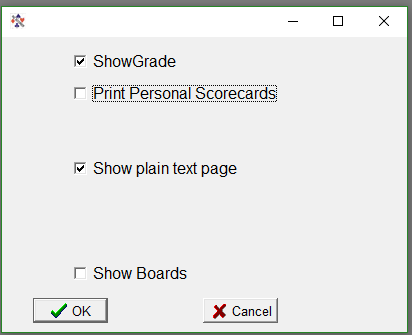 ShowGrade
Print Personal Scorecards
Show plain text page
Show Boards
OK Cancel